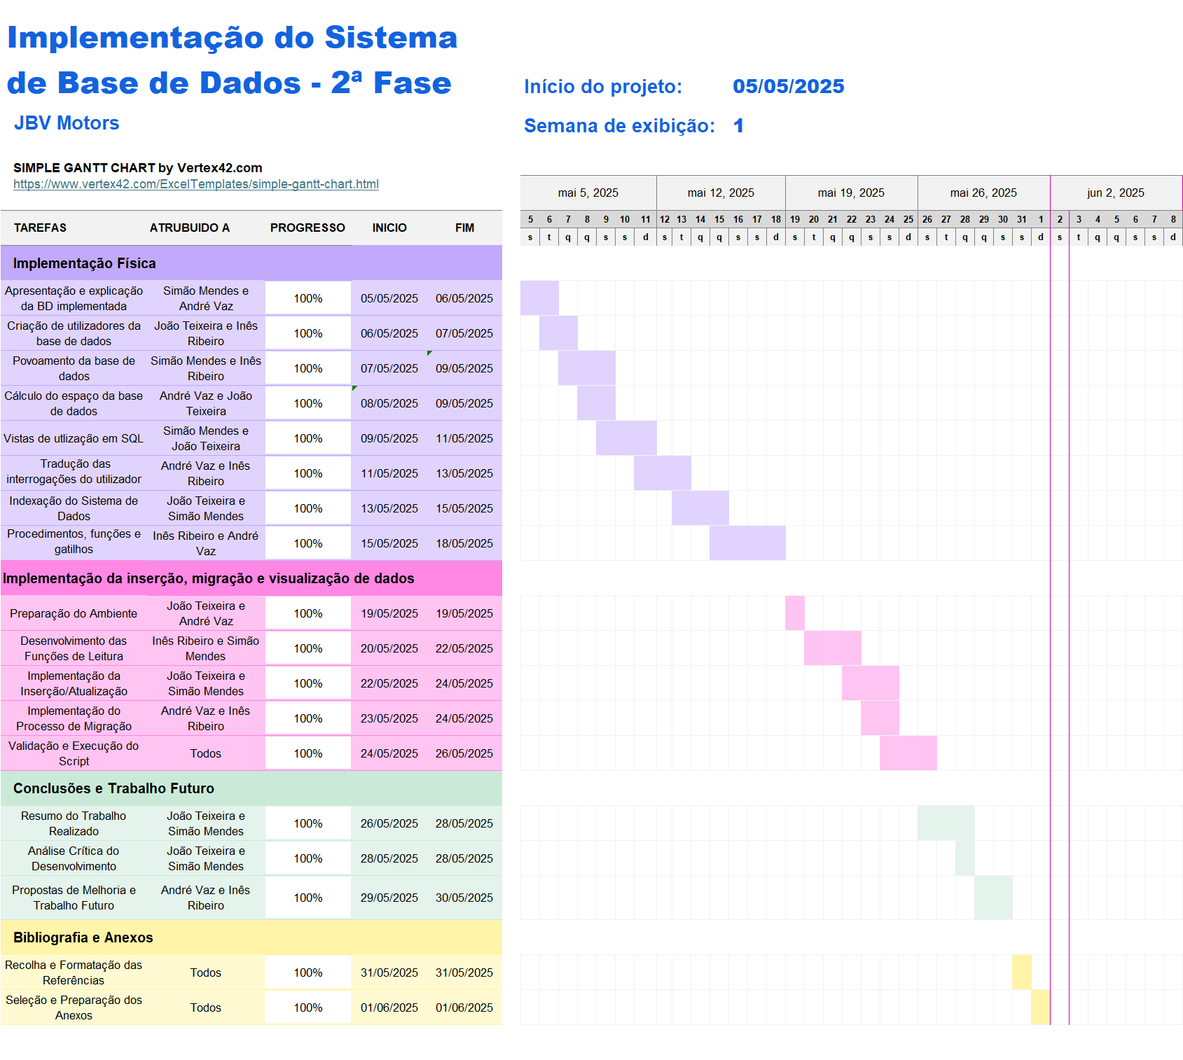 Implementação do Sistema
de Base de Dados - 2ª Fase
JBV Motors
Início do projeto: 05/05/2025
Semana de exibição: 1
SIMPLE GANTT CHART by Vertex42.com
https://www.vertex42.com/ExcelTemplates/simple-gantt-chart.html
mai 5, 2025 mai 12, 2025 mai 19, 2025 mai 26, 2025 jun 2, 2025
5 6 7 8 9 10 11 12 13 14 15 16 17 18 19 20 21 22 23 24 25 26 27 28 29 30 31 1 2 3 4 5 6 7 8
TAREFAS ATRUBUIDO A PROGRESSO INICIO FIM
s t q q s s d s t q q s s d s t q q s s d s t q q s s d s t q q s s d
Implementação Física
Apresentação e explicação
da BD implementada
Simão Mendes e
André Vaz
100% 05/05/2025 06/05/2025
Criação de utilizadores da
base de dados
João Teixeira e Inês
Ribeiro
100% 06/05/2025 07/05/2025
Povoamento da base de
dados
Simão Mendes e Inês
Ribeiro
100% 07/05/2025 09/05/2025
Cálculo do espaço da base
de dados
André Vaz e João
Teixeira
100% 08/05/2025 09/05/2025
Vistas de utlização em SQL
Simão Mendes e
João Teixeira
100% 09/05/2025 11/05/2025
Tradução das
interrogações do utilizador
André Vaz e Inês
Ribeiro
100% 11/05/2025 13/05/2025
Indexação do Sistema de
Dados
João Teixeira e
Simão Mendes
100% 13/05/2025 15/05/2025
Procedimentos, funções e
gatilhos
Inês Ribeiro e André
Vaz
100% 15/05/2025 18/05/2025
Implementação da inserção, migração e visualização de dados
Preparação do Ambiente
João Teixeira e
André Vaz
100% 19/05/2025 19/05/2025
Desenvolvimento das
Funções de Leitura
Inês Ribeiro e Simão
Mendes
100% 20/05/2025 22/05/2025
Implementação da
Inserção/Atualização
João Teixeira e
Simão Mendes
100% 22/05/2025 24/05/2025
Implementação do
Processo de Migração
André Vaz e Inês
Ribeiro
100% 23/05/2025 24/05/2025
Validação e Execução do
Script
Todos
100% 24/05/2025 26/05/2025
Conclusões e Trabalho Futuro
Resumo do Trabalho
Realizado
João Teixeira e
Simão Mendes
100% 26/05/2025 28/05/2025
Análise Crítica do
Desenvolvimento
João Teixeira e
Simão Mendes
100% 28/05/2025 28/05/2025
Propostas de Melhoria e
Trabalho Futuro
André Vaz e Inês
Ribeiro
100% 29/05/2025 30/05/2025
Bibliografia e Anexos
Recolha e Formatação das
Referências
Todos
100% 31/05/2025 31/05/2025
Seleção e Preparação dos
Anexos
Todos
100% 01/06/2025 01/06/2025